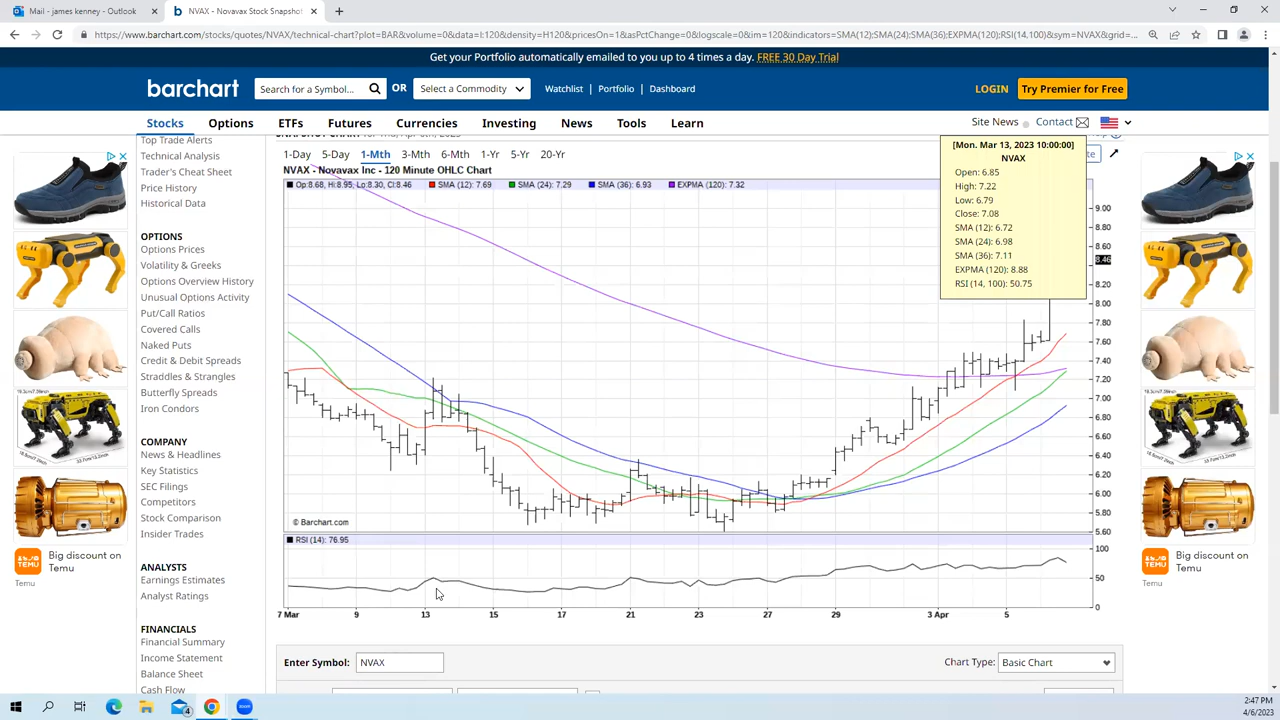 Mail - james kenney - Outlook
NVAX - Novavax Stock Snapshot
https://www.barchart.com/stocks/quotes/NVAX/technical-chart?plot=BAR&volume=0&data=I:120&density=H120&pricesOn=1&asPctChange=0&logscale=0&im=120&indicators=SMA(12);SMA(24);SMA(36);EXPMA(120);RSI(14,100)&sym=NVAX&grid=...
Get your Portfolio automatically emailed to you up to 4 times a day. FREE 30 Day Trial
barchart
Search for a Symbol...
OR
Select a Commodity
Watchlist
Portfolio
Dashboard
LOGIN
Try Premier for Free
Stocks
Options
ETFs
Futures
Currencies
Investing
News
Tools
Learn
Site News
Contact
Top Trade Alerts
Technical Analysis
Trader's Cheat Sheet
Price History
Historical Data
OPTIONS
Options Prices
Volatility & Greeks
Options Overview History
Unusual Options Activity
Put/Call Ratios
Covered Calls
Naked Puts
Credit & Debit Spreads
Straddles & Strangles
Butterfly Spreads
Iron Condors
COMPANY
News & Headlines
Key Statistics
SEC Filings
Competitors
Stock Comparison
Insider Trades
ANALYSTS
Earnings Estimates
Analyst Ratings
FINANCIALS
Financial Summary
Income Statement
Balance Sheet
Cash Flow
1-Day
5-Day
1-Mth
3-Mth
6-Mth
1-Yr
5-Yr
20-Yr
NVAX - Novavax Inc - 120 Minute OHLC Chart
Op:8.68, Hi:8.95, Lo:8.30, Cl:8.46
SMA (12): 7.69
SMA (24): 7.29
SMA (36): 6.93
EXPMA (120): 7.32
[Mon. Mar 13, 2023 10:00:00]
NVAX
Open: 6.85
High: 7.22
Low: 6.79
Close: 7.08
SMA (12): 6.72
SMA (24): 6.98
SMA (36): 7.11
EXPMA (120): 8.88
RSI (14, 100): 50.75
9.00
8.80
8.60
8.46
8.20
8.00
7.80
7.60
7.40
7.20
7.00
6.80
6.60
6.40
6.20
6.00
5.80
5.60
© Barchart.com
RSI (14): 76.95
100
50
0
7 Mar
9
13
15
17
21
23
27
29
3 Apr
5
Enter Symbol:
NVAX
Chart Type:
Basic Chart
Big discount on
Temu
TEMU
Temu
Big discount on
Temu
TEMU
Temu
4
zoom
2:47 PM
4/6/2023